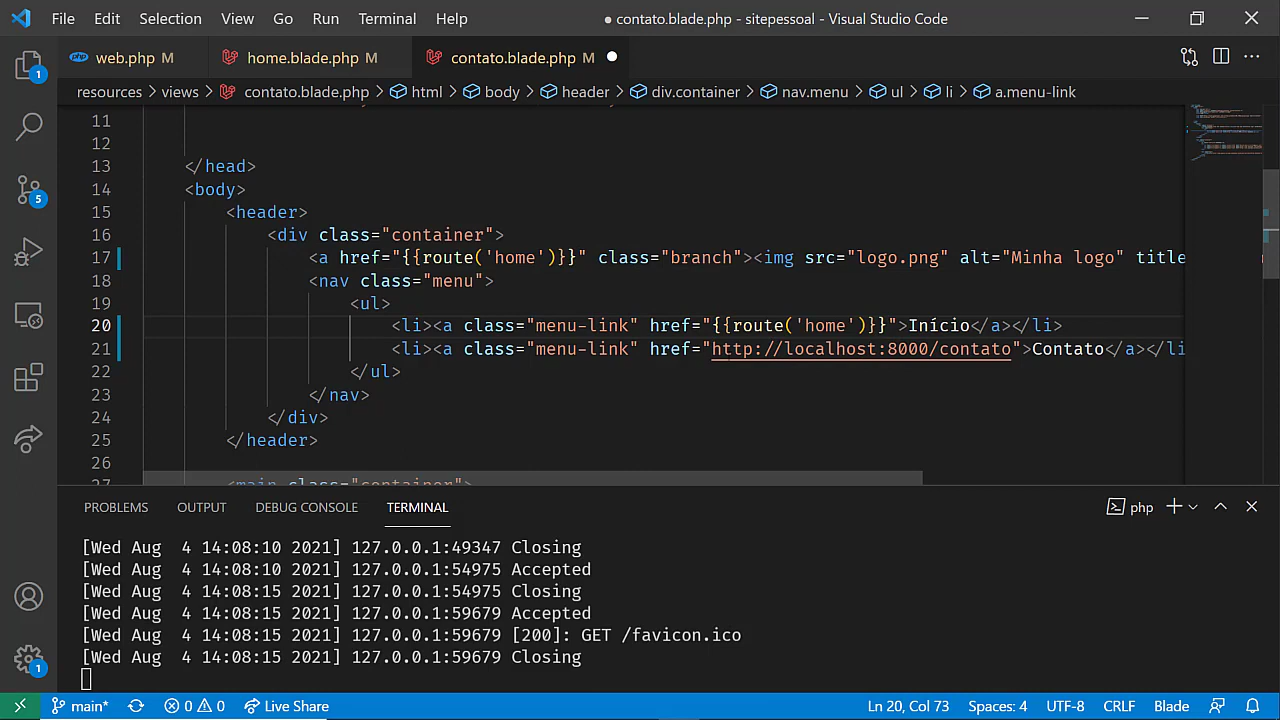 File Edit Selection View Go Run Terminal Help ● contato.blade.php - sitepessoal - Visual Studio Code
web.php M home.blade.php M contato.blade.php M
resources > views > contato.blade.php > html > body > header > div.container > nav.menu > ul > li > a.menu-link
11
12
13 </head>
14 <body>
15 <header>
16 <div class="container">
17 <a href="{{route('home')}}" class="branch"><img src="logo.png" alt="Minha logo" title
18 <nav class="menu">
19 <ul>
20 <li><a class="menu-link" href="{{route('home')}}">Início</a></li>
21 <li><a class="menu-link" href="http://localhost:8000/contato">Contato</a></li
22 </ul>
23 </nav>
24 </div>
25 </header>
26
27 <main class="container">
PROBLEMS OUTPUT DEBUG CONSOLE TERMINAL php
[Wed Aug 4 14:08:10 2021] 127.0.0.1:49347 Closing
[Wed Aug 4 14:08:10 2021] 127.0.0.1:54975 Accepted
[Wed Aug 4 14:08:15 2021] 127.0.0.1:54975 Closing
[Wed Aug 4 14:08:15 2021] 127.0.0.1:59679 Accepted
[Wed Aug 4 14:08:15 2021] 127.0.0.1:59679 [200]: GET /favicon.ico
[Wed Aug 4 14:08:15 2021] 127.0.0.1:59679 Closing
1
5
1
main* 0 0 Live Share Ln 20, Col 73 Spaces: 4 UTF-8 CRLF Blade